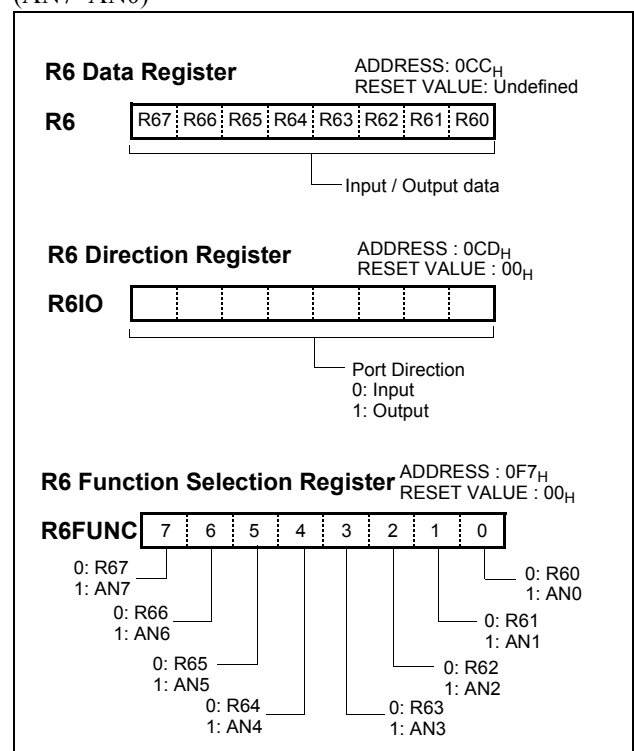 (AN7~AN0)
R6 Data Register
ADDRESS: 0CCH
RESET VALUE: Undefined
R6
R67 R66 R65 R64 R63 R62 R61 R60
Input / Output data
R6 Direction Register
ADDRESS : 0CDH
RESET VALUE : 00H
R6IO
Port Direction
0: Input
1: Output
R6 Function Selection Register
ADDRESS : 0F7H
RESET VALUE : 00H
R6FUNC
7 6 5 4 3 2 1 0
0: R67
1: AN7
0: R60
1: AN0
0: R66
1: AN6
0: R61
1: AN1
0: R65
1: AN5
0: R62
1: AN2
0: R64
1: AN4
0: R63
1: AN3